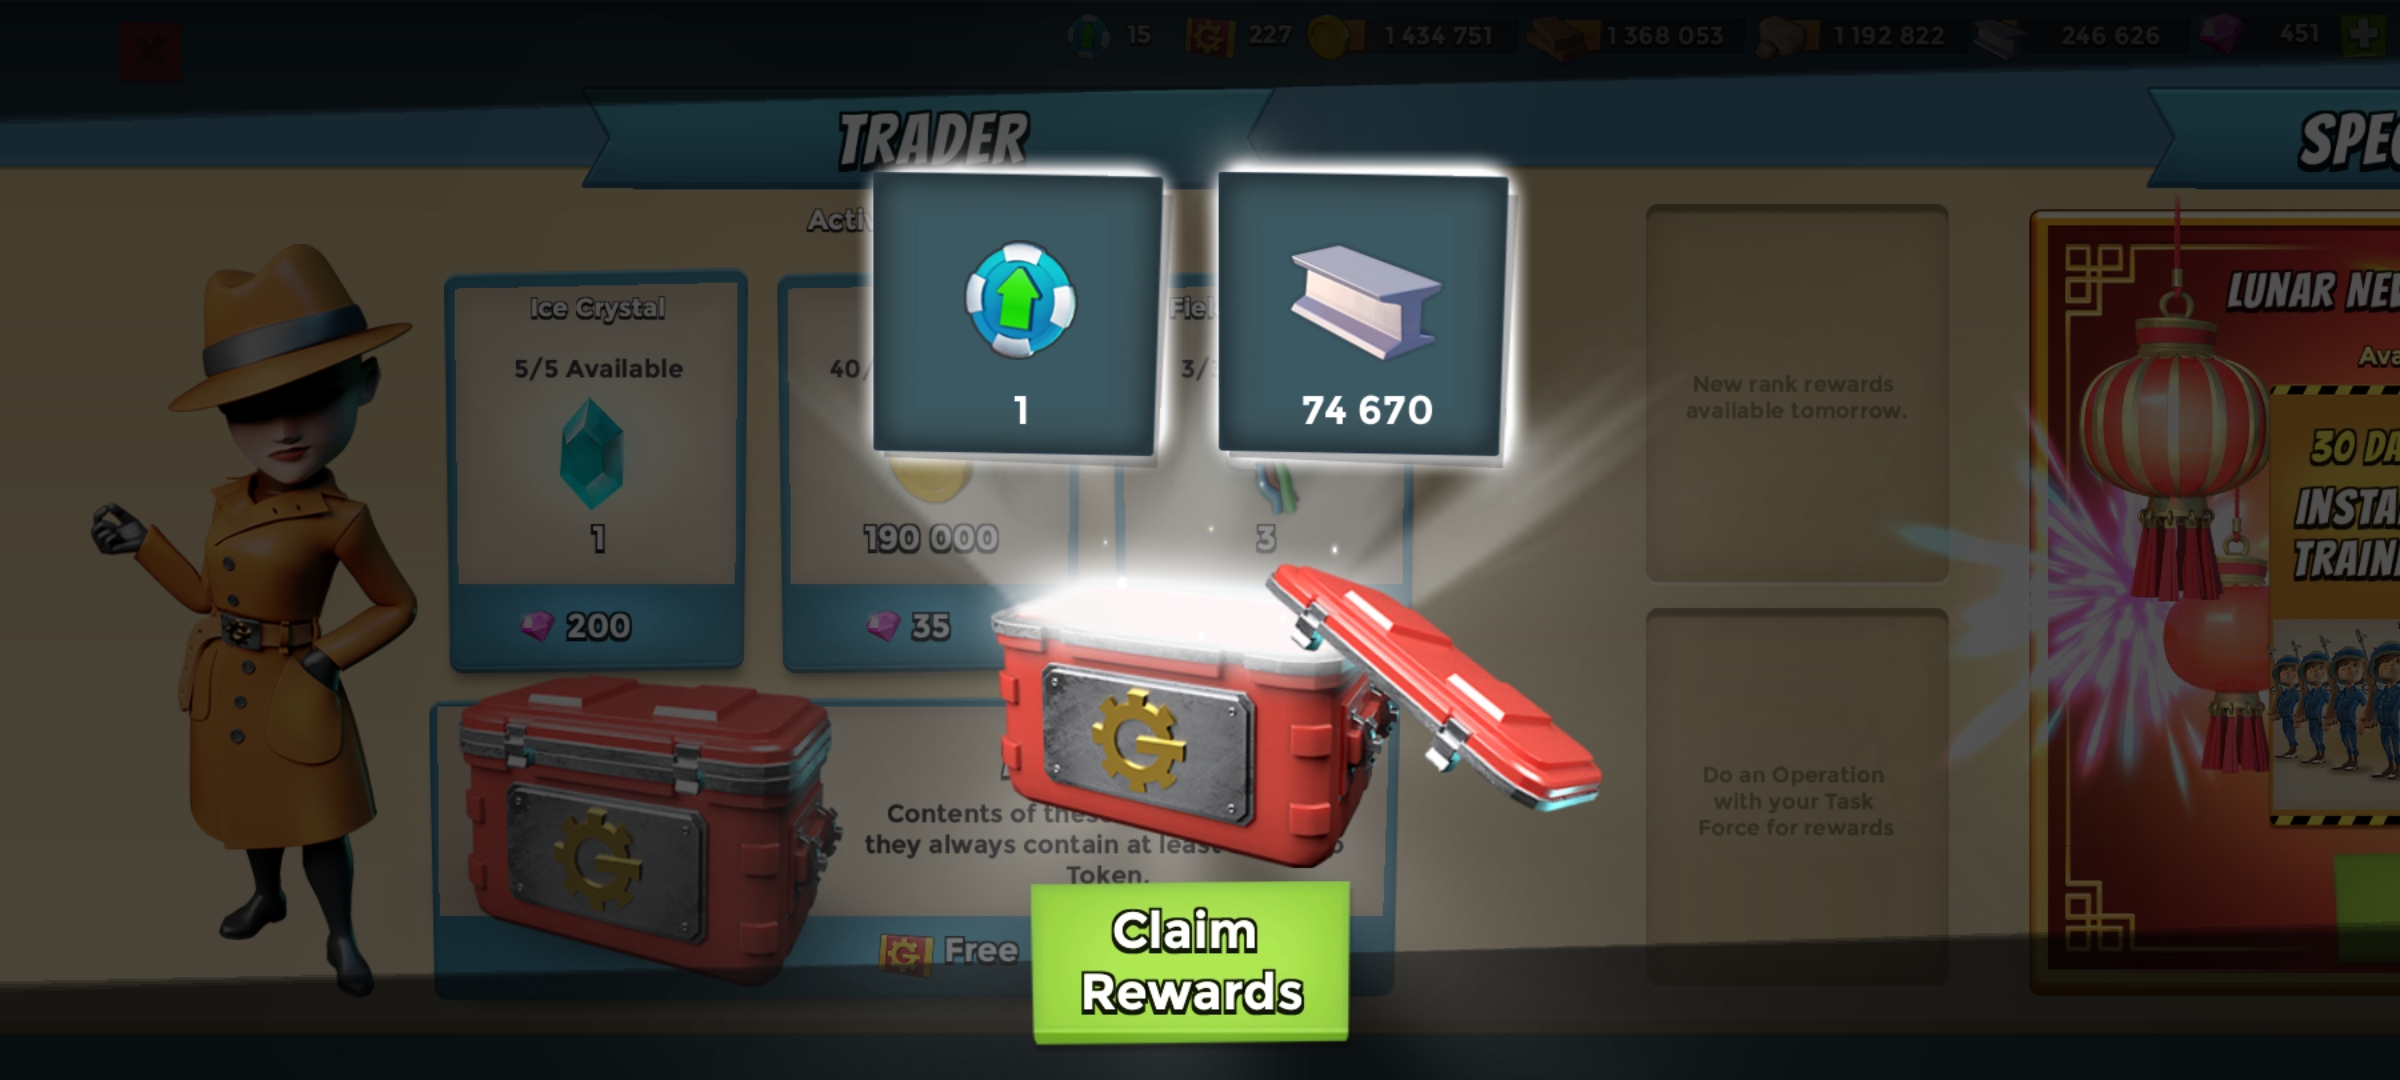 15
227
1 434 751
1 368 053
1 192 822
246 626
451
TRADER
Ice Crystal
5/5 Available
1
200
190 000
35
3
1
74 670
New rank rewards
available tomorrow.
Do an Operation
with your Task
Force for rewards
LUNAR
30
Contents of
they always contain at least
Token.
Free
Claim
Rewards